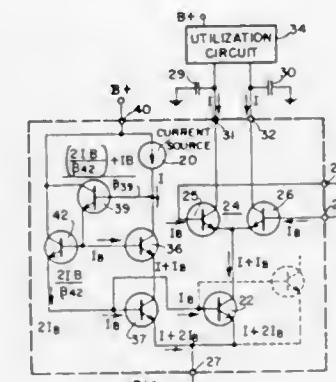 B+
34
UTILIZATION
CIRCUIT
29
30
I
I
B+
40
31
32
(2IB/β42)+IB
β39
CURRENT
SOURCE
20
I
39
42
25
24
26
IB
IB
IB
36
I+IB
I+IB
2IB
β42
2IB
IB
IB
22
37
I+2IB
I+2IB
27